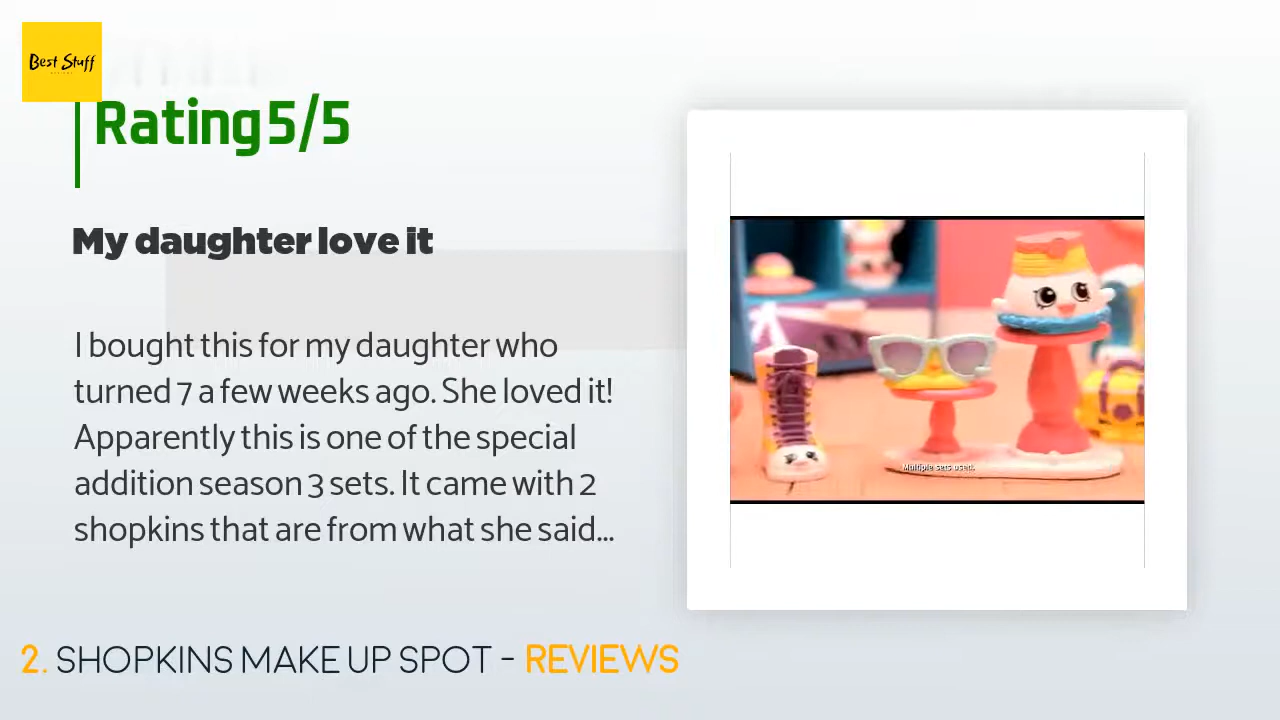 Best Stuff
Rating 5/5
My daughter love it
I bought this for my daughter who
turned 7 a few weeks ago. She loved it!
Apparently this is one of the special
addition season 3 sets. It came with 2
shopkins that are from what she said...
Multiple sets used.
2. SHOPKINS MAKE UP SPOT - REVIEWS